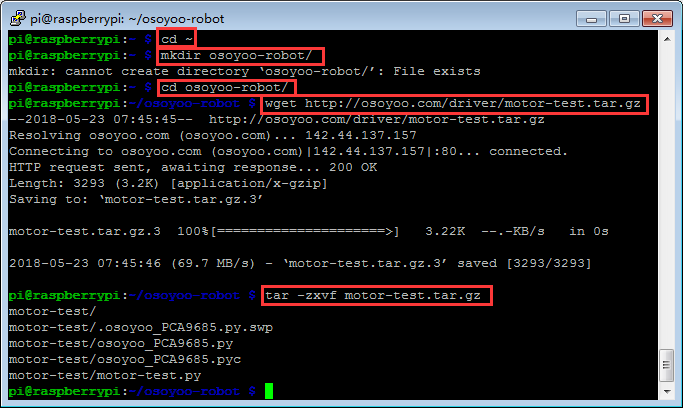 pi@raspberrypi: ~/osoyoo-robot
pi@raspberrypi:~ $ cd ~
pi@raspberrypi:~ $ mkdir osoyoo-robot/
mkdir: cannot create directory ‘osoyoo-robot/’: File exists
pi@raspberrypi:~ $ cd osoyoo-robot/
pi@raspberrypi:~/osoyoo-robot $ wget http://osoyoo.com/driver/motor-test.tar.gz
--2018-05-23 07:45:45--  http://osoyoo.com/driver/motor-test.tar.gz
Resolving osoyoo.com (osoyoo.com)... 142.44.137.157
Connecting to osoyoo.com (osoyoo.com)|142.44.137.157|:80... connected.
HTTP request sent, awaiting response... 200 OK
Length: 3293 (3.2K) [application/x-gzip]
Saving to: ‘motor-test.tar.gz.3’
motor-test.tar.gz.3  100%[=====================>]   3.22K  --.-KB/s   in 0s
2018-05-23 07:45:46 (69.7 MB/s) - ‘motor-test.tar.gz.3’ saved [3293/3293]
pi@raspberrypi:~/osoyoo-robot $ tar -zxvf motor-test.tar.gz
motor-test/
motor-test/.osoyoo_PCA9685.py.swp
motor-test/osoyoo_PCA9685.py
motor-test/osoyoo_PCA9685.pyc
motor-test/motor-test.py
pi@raspberrypi:~/osoyoo-robot $